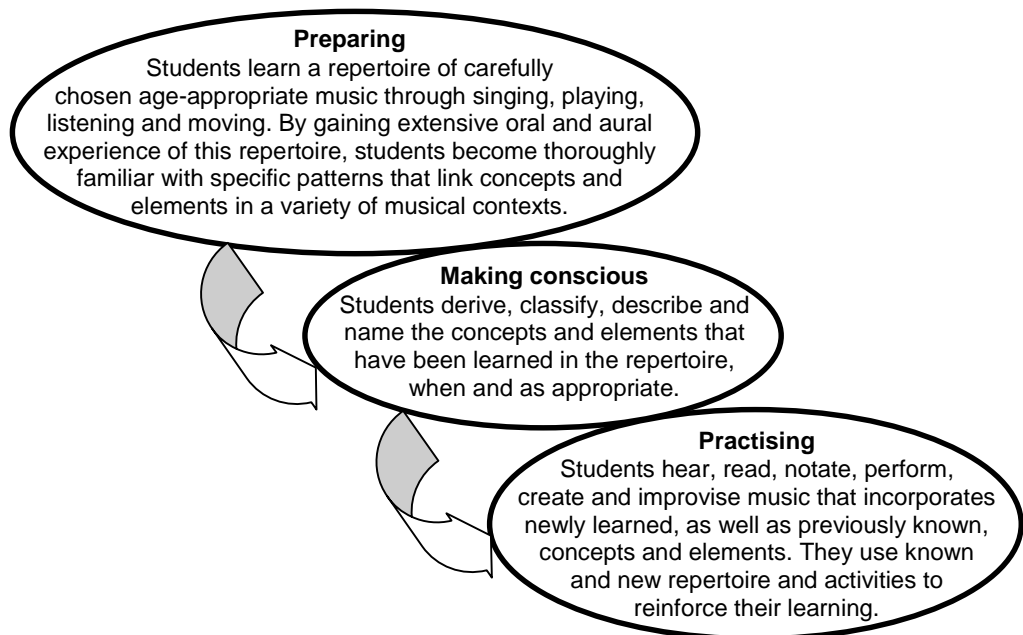 Preparing
Students learn a repertoire of carefully
chosen age-appropriate music through singing, playing,
listening and moving. By gaining extensive oral and aural
experience of this repertoire, students become thoroughly
familiar with specific patterns that link concepts and
elements in a variety of musical contexts.
Making conscious
Students derive, classify, describe and
name the concepts and elements that
have been learned in the repertoire,
when and as appropriate.
Practising
Students hear, read, notate, perform,
create and improvise music that incorporates
newly learned, as well as previously known,
concepts and elements. They use known
and new repertoire and activities to
reinforce their learning.